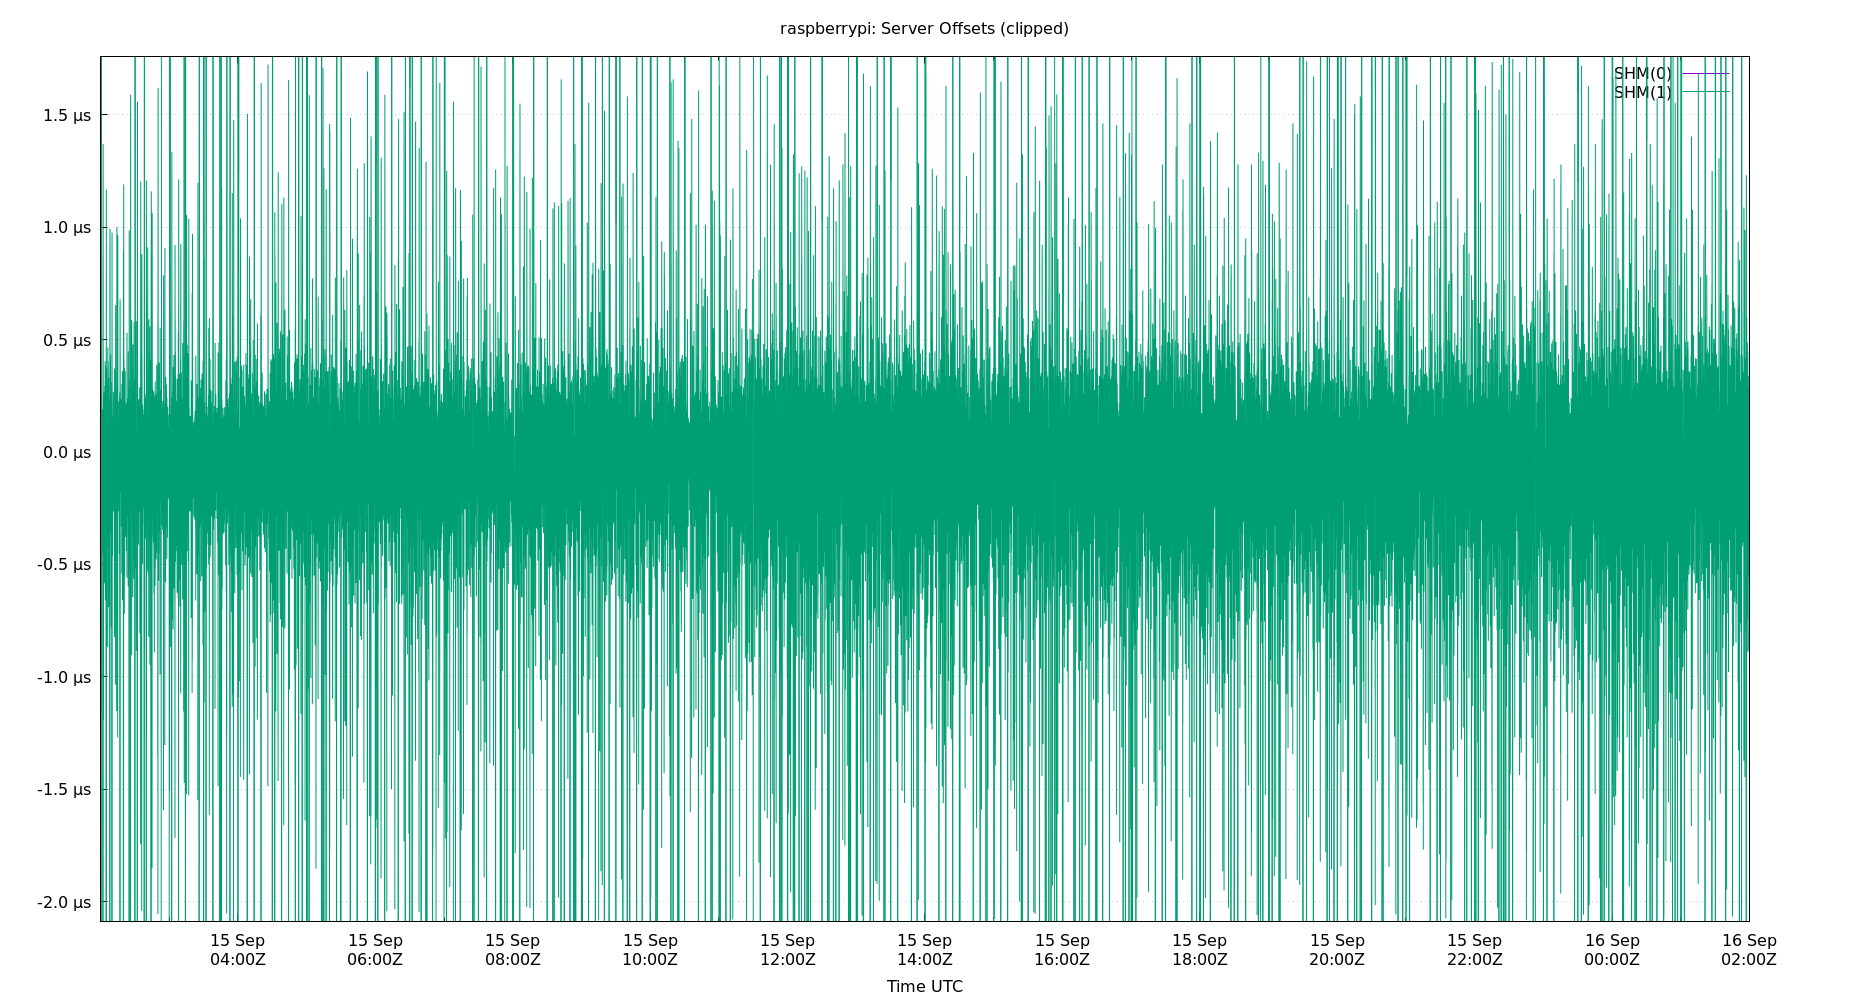 raspberrypi: Server Offsets (clipped)
SHM(0)
SHM(1)
1.5 µs
1.0 µs
0.5 µs
0.0 µs
-0.5 µs
-1.0 µs
-1.5 µs
-2.0 µs
15 Sep 15 Sep 15 Sep 15 Sep 15 Sep 15 Sep 15 Sep 15 Sep 15 Sep 15 Sep 16 Sep 16 Sep
04:00Z 06:00Z 08:00Z 10:00Z 12:00Z 14:00Z 16:00Z 18:00Z 20:00Z 22:00Z 00:00Z 02:00Z
Time UTC